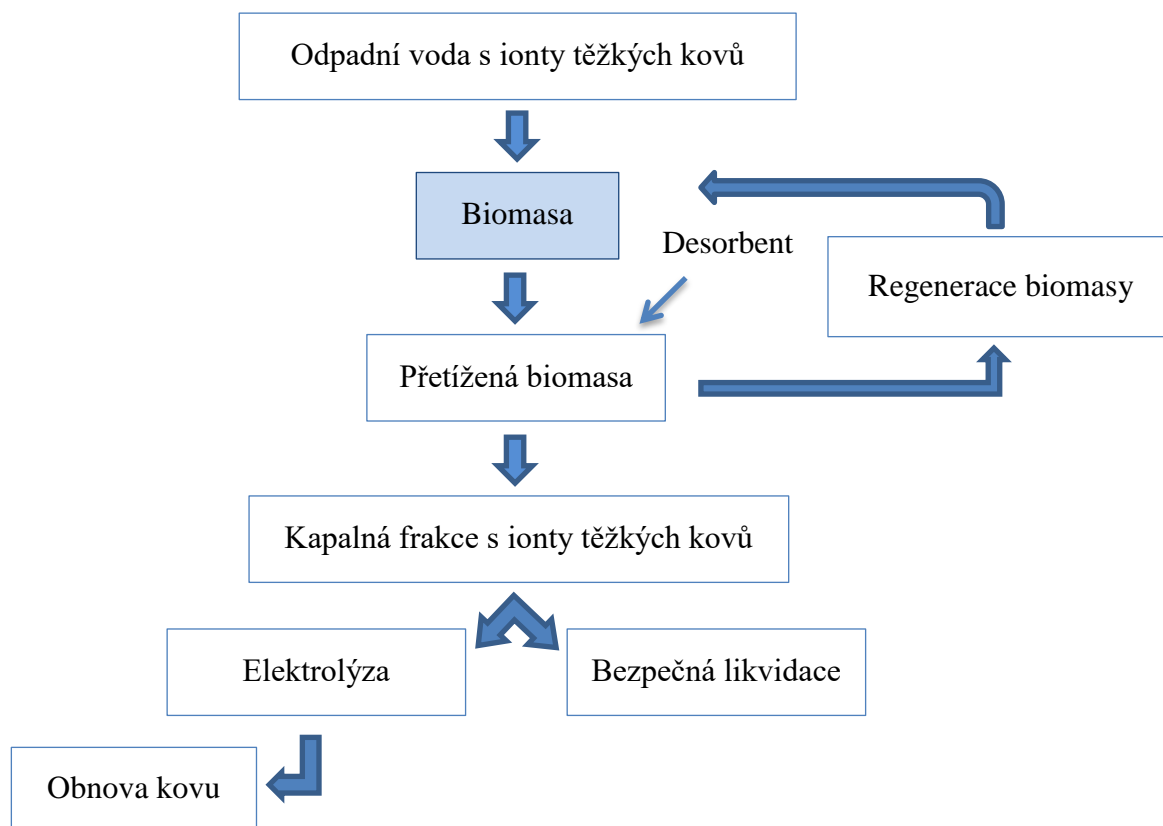 Odpadní voda s ionty těžkých kovů
Biomasa
Desorbent
Regenerace biomasy
Přetížená biomasa
Kapalná frakce s ionty těžkých kovů
Elektrolýza
Bezpečná likvidace
Obnova kovu